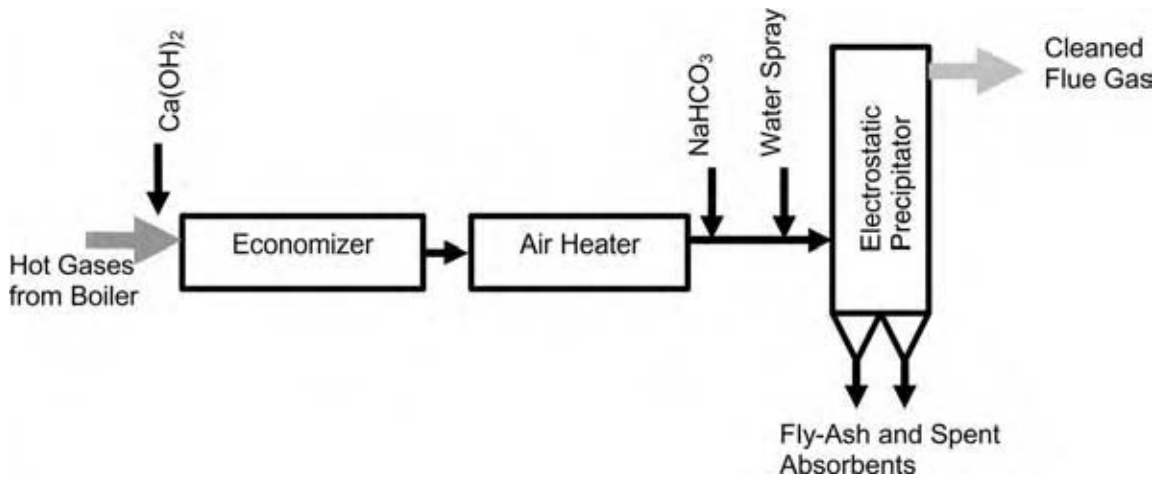 Ca(OH)₂
NaHCO₃
Water Spray
Cleaned
Flue Gas
Economizer
Air Heater
Electrostatic
Precipitator
Hot Gases
from Boiler
Fly-Ash and Spent
Absorbents